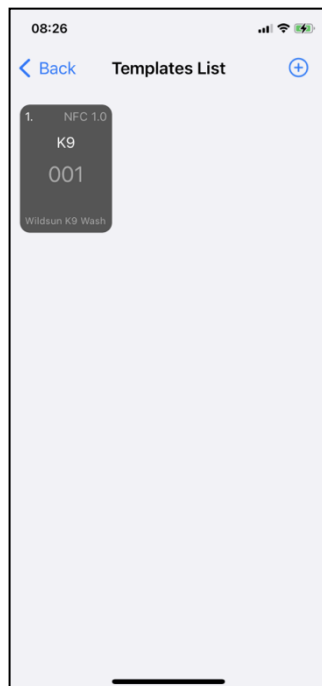 08:26
Back Templates List
1. NFC 1.0
K9
001
Wildsun K9 Wash